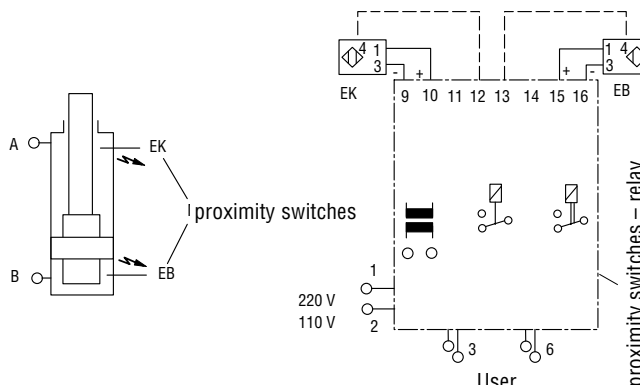 4 1
3
- +
EK
9 10 11 12 13 14 15 16
+ -
1
3
4
EB
A
EK
proximity switches
B
EB
1
220 V
110 V
2
3
6
User
proximity switches – relay